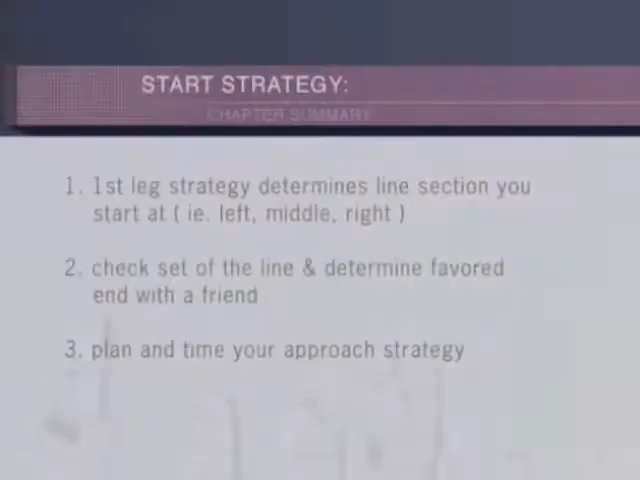 START STRATEGY:
CHAPTER SUMMARY
1. 1st leg strategy determines line section you
start at ( ie. left, middle, right )
2. check set of the line & determine favored
end with a friend
3. plan and time your approach strategy